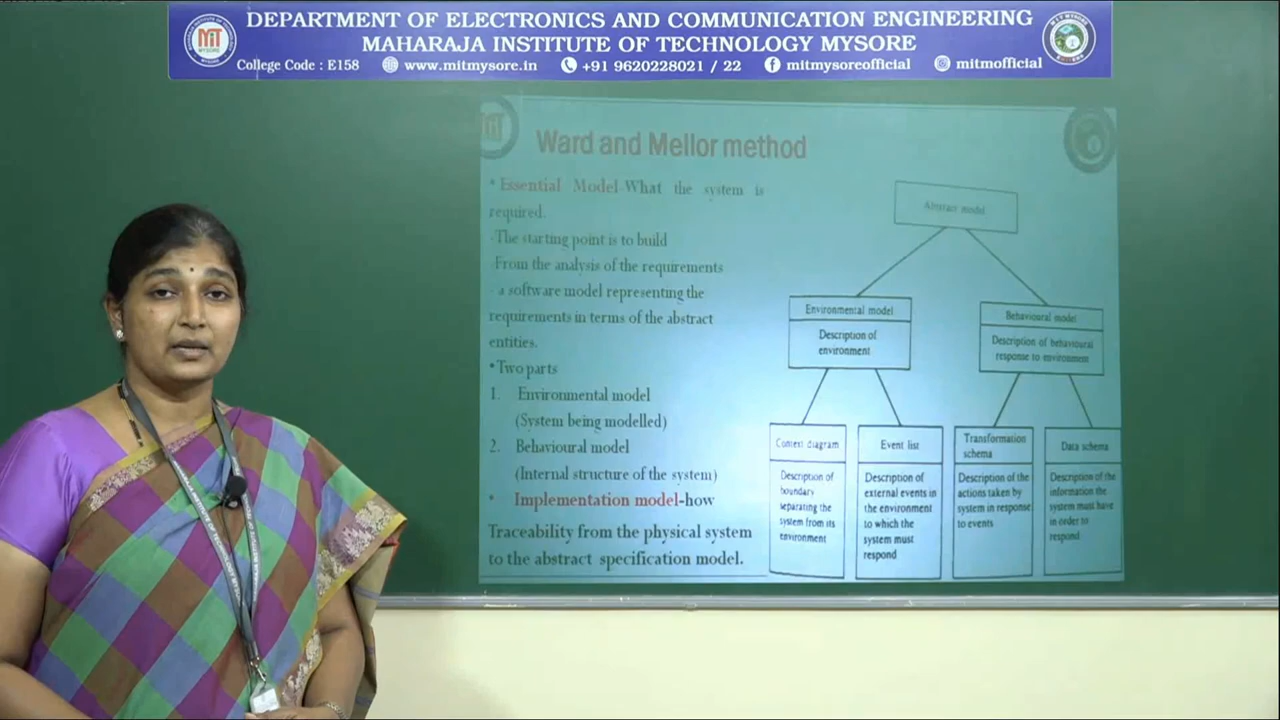 DEPARTMENT OF ELECTRONICS AND COMMUNICATION ENGINEERING
MAHARAJA INSTITUTE OF TECHNOLOGY MYSORE
College Code : E158 www.mitmysore.in +91 9620228021 / 22 mitmysoreofficial mitmofficial
MIT
MYSORE
Ward and Mellor method
• Essential Model-What the system is
required.
-The starting point is to build
-From the analysis of the requirements
- a software model representing the
requirements in terms of the abstract
entities.
• Two parts
1. Environmental model
(System being modelled)
2. Behavioural model
(Internal structure of the system)
• Implementation model-how
Traceability from the physical system
to the abstract specification model.
Abstract model
Environmental model
Description of
environment
Behavioural model
Description of behavioural
response to environment
Context diagram
Description of
boundary
separating the
system from its
environment
Event list
Description of
external events in
the environment
to which the
system must
respond
Transformation
schema
Description of the
actions taken by
system in response
to events
Data schema
Description of the
information the
system must have
in order to
respond